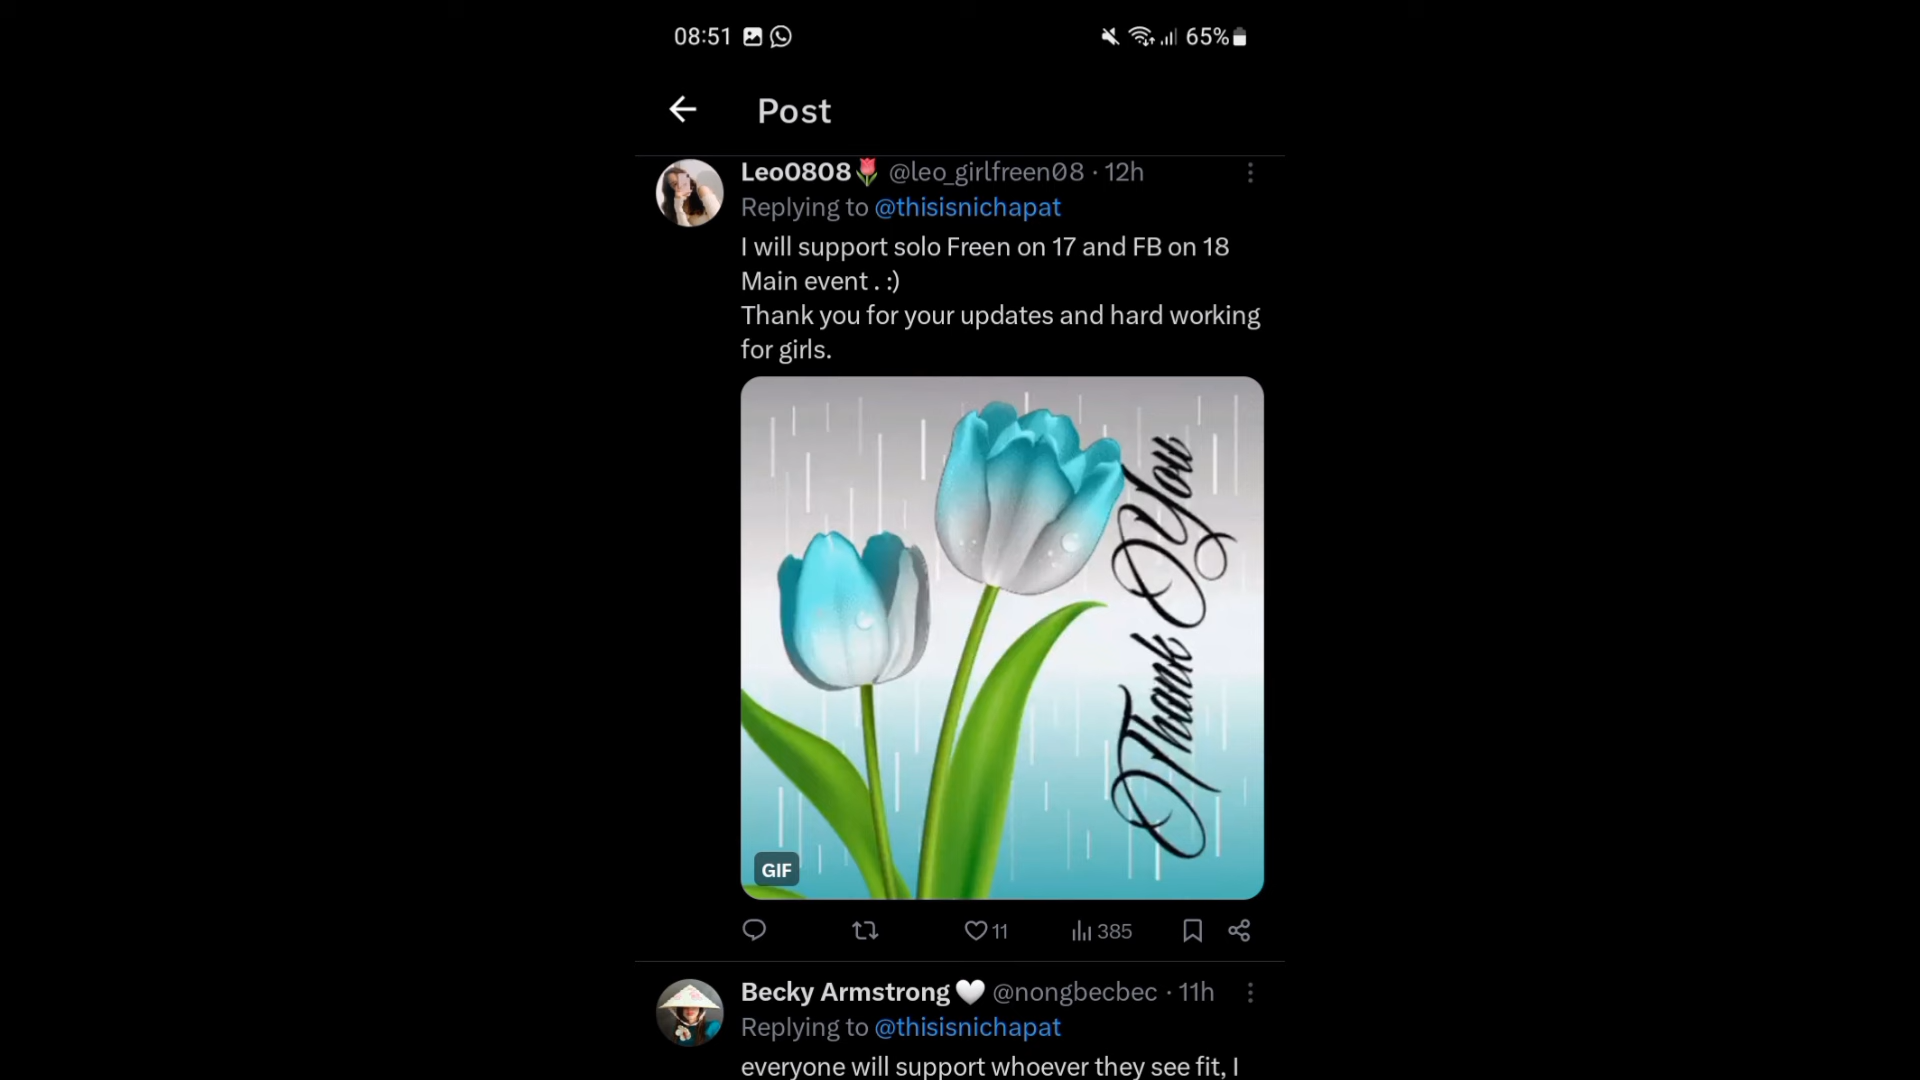 08:51
65%
Post
Leo0808🌷 @leo_girlfreen08 · 12h
Replying to @thisisnichapat
I will support solo Freen on 17 and FB on 18
Main event . :)
Thank you for your updates and hard working
for girls.
Thank You
GIF
11
385
Becky Armstrong🤍 @nongbecbec · 11h
Replying to @thisisnichapat
everyone will support whoever they see fit, I